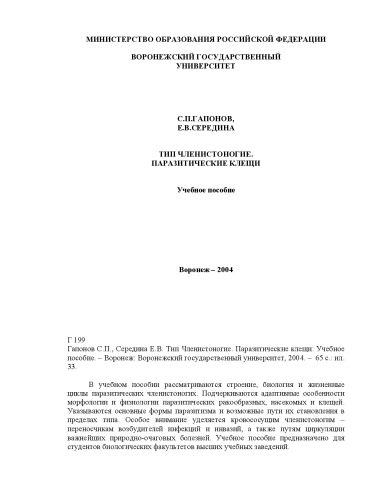 МИНИСТЕРСТВО ОБРАЗОВАНИЯ РОССИЙСКОЙ ФЕДЕРАЦИИ
ВОРОНЕЖСКИЙ ГОСУДАРСТВЕННЫЙ
УНИВЕРСИТЕТ
С.П.ГАПОНОВ,
Е.В.СЕРЕДИНА
ТИП ЧЛЕНИСТОНОГИЕ.
ПАРАЗИТИЧЕСКИЕ КЛЕЩИ
Учебное пособие
Воронеж – 2004
Г 199
Гапонов С.П., Середина Е.В. Тип Членистоногие. Паразитические клещи: Учебное
пособие. – Воронеж: Воронежский государственный университет, 2004. – 65 с.: ил.
33.
В учебном пособии рассматриваются строение, биология и жизненные
циклы паразитических членистоногих. Подчеркиваются адаптивные особенности
морфологии и физиологии паразитических ракообразных, насекомых и клещей.
Указываются основные формы паразитизма и возможные пути их становления в
пределах типа. Особое внимание уделяется кровососущим членистоногим –
переносчикам возбудителей инфекций и инвазий, а также путям циркуляции
важнейших природно-очаговых болезней. Учебное пособие предназначено для
студентов биологических факультетов высших учебных заведений.